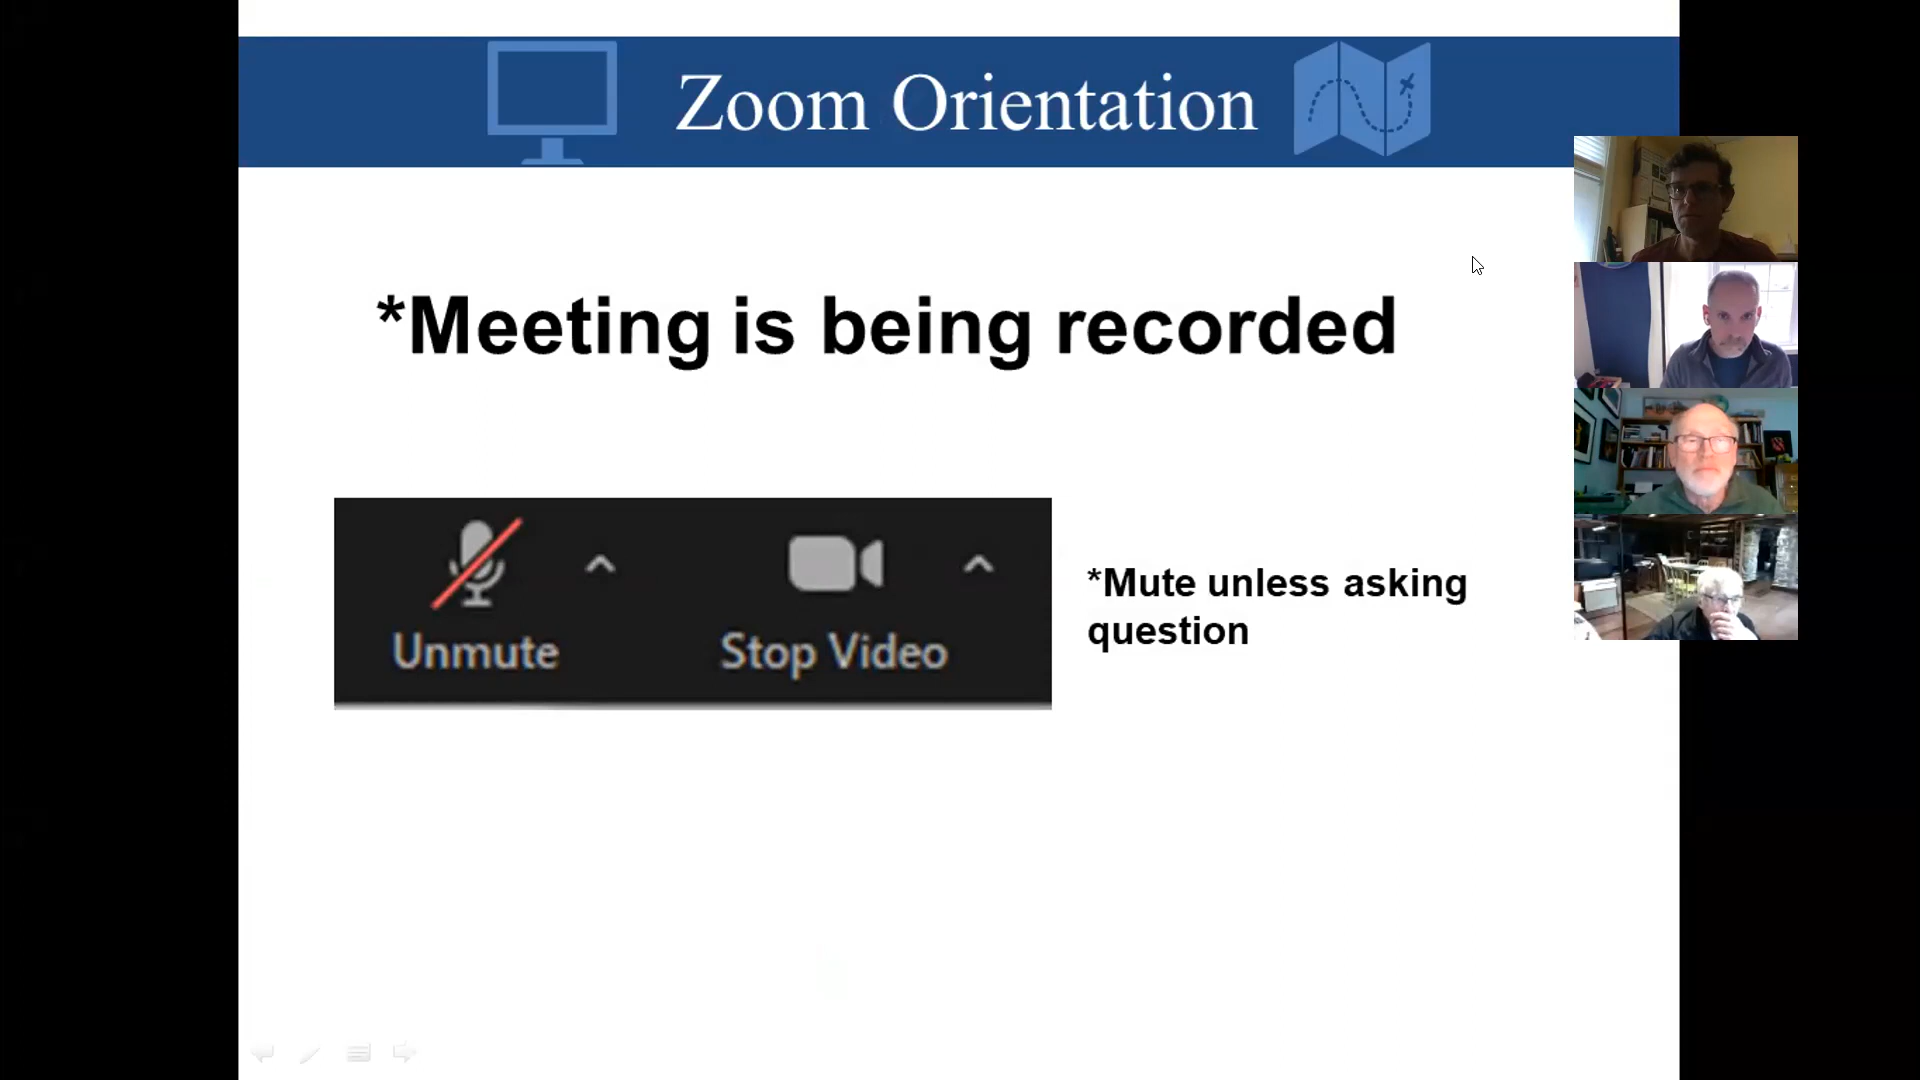 Zoom Orientation
*Meeting is being recorded
Unmute
Stop Video
*Mute unless asking
question